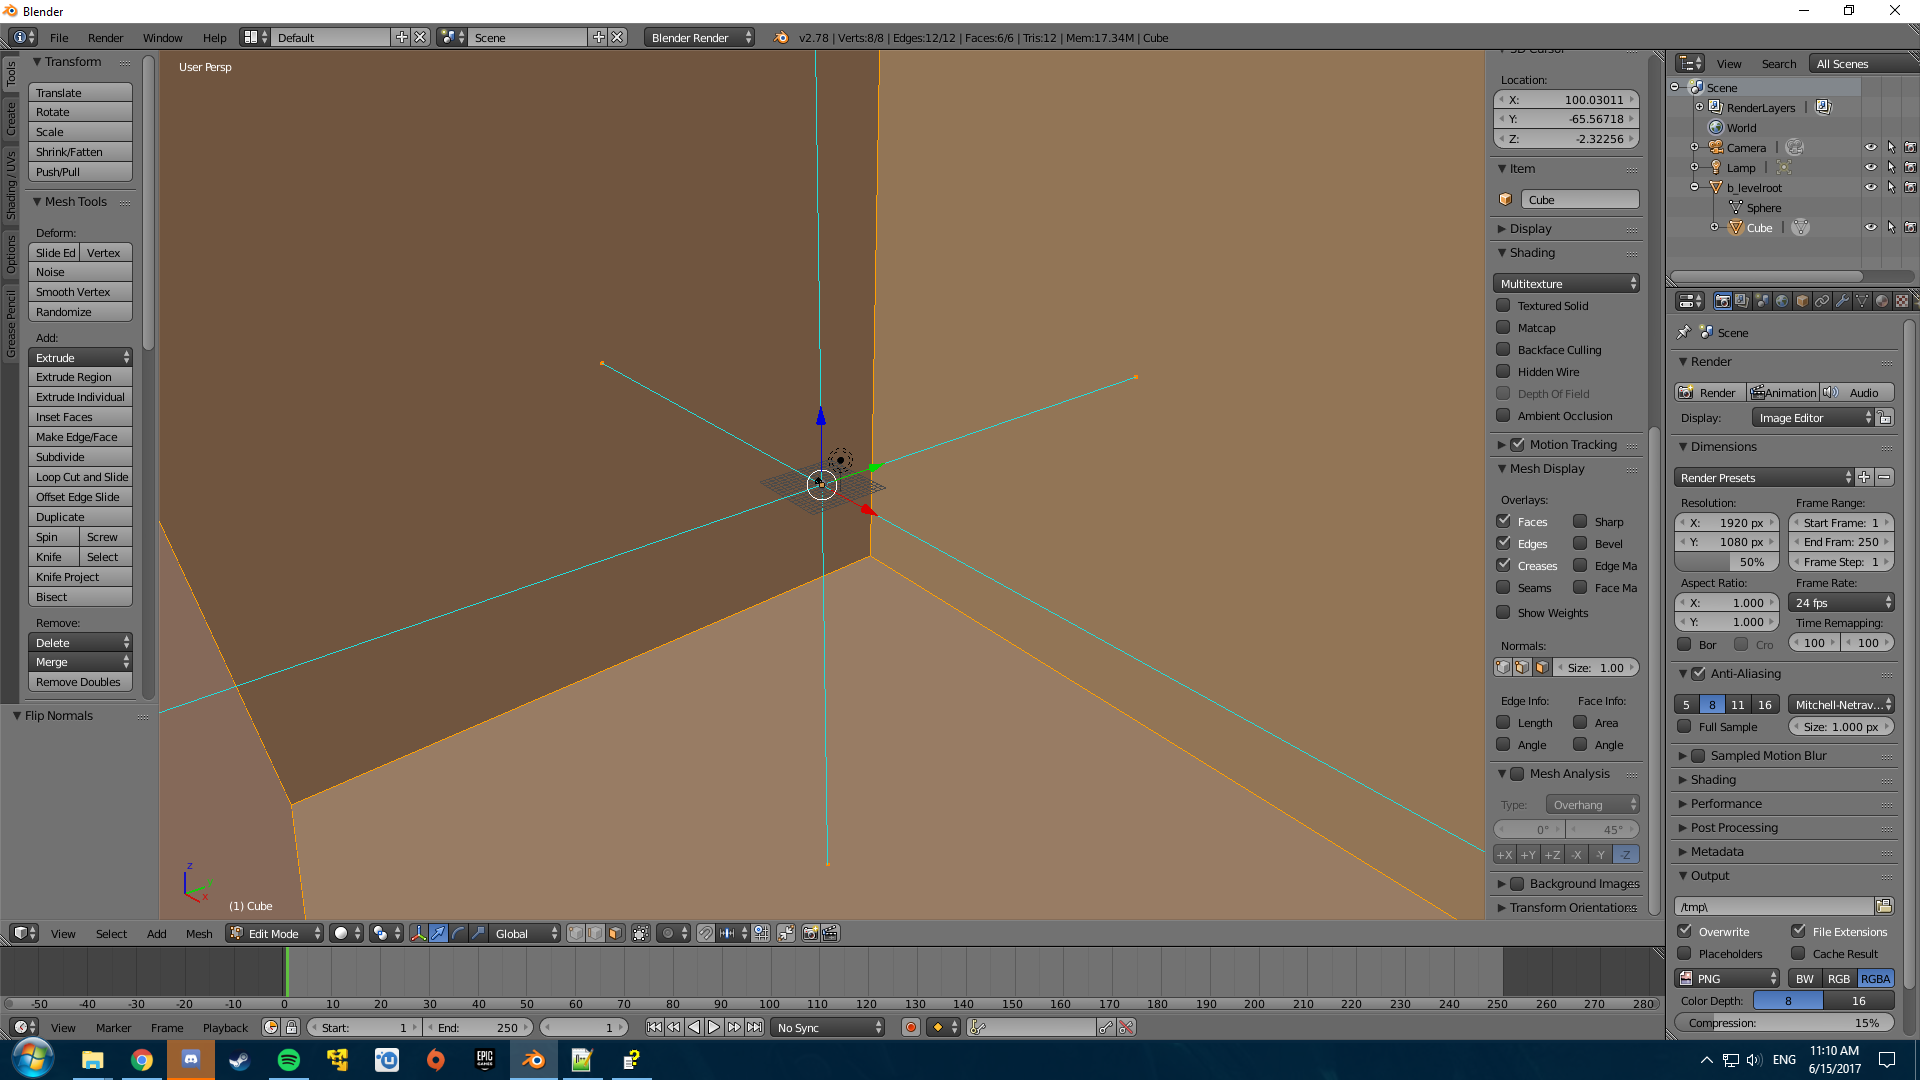 Blender
File Render Window Help Default Scene Blender Render v2.78 | Verts:8/8 | Edges:12/12 | Faces:6/6 | Tris:12 | Mem:17.34M | Cube
Tools
Create
Shading / UVs
Options
Grease Pencil
Transform
Translate
Rotate
Scale
Shrink/Fatten
Push/Pull
Mesh Tools
Deform:
Slide Ed Vertex
Noise
Smooth Vertex
Randomize
Add:
Extrude
Extrude Region
Extrude Individual
Inset Faces
Make Edge/Face
Subdivide
Loop Cut and Slide
Offset Edge Slide
Duplicate
Spin Screw
Knife Select
Knife Project
Bisect
Remove:
Delete
Merge
Remove Doubles
Flip Normals
User Persp
z
y
x
(1) Cube
3D Cursor
Location:
X: 100.03011
Y: -65.56718
Z: -2.32256
Item
Cube
Display
Shading
Multitexture
Textured Solid
Matcap
Backface Culling
Hidden Wire
Depth Of Field
Ambient Occlusion
Motion Tracking
Mesh Display
Overlays:
Faces Sharp
Edges Bevel
Creases Edge Ma
Seams Face Ma
Show Weights
Normals:
Size: 1.00
Edge Info: Face Info:
Length Area
Angle Angle
Mesh Analysis
Type: Overhang
0° 45°
+X +Y +Z -X -Y -Z
Background Images
Transform Orientations
View Search All Scenes
Scene
RenderLayers |
World
Camera |
Lamp |
b_levelroot
Sphere
Cube |
Scene
Render
Render Animation Audio
Display: Image Editor
Dimensions
Render Presets
Resolution: Frame Range:
X: 1920 px Start Frame: 1
Y: 1080 px End Fram: 250
50% Frame Step: 1
Aspect Ratio: Frame Rate:
X: 1.000 24 fps
Y: 1.000 Time Remapping:
Bor Cro 100 100
Anti-Aliasing
5 8 11 16 Mitchell-Netrav...
Full Sample Size: 1.000 px
Sampled Motion Blur
Shading
Performance
Post Processing
Metadata
Output
/tmp\
Overwrite File Extensions
Placeholders Cache Result
PNG BW RGB RGBA
Color Depth: 8 16
Compression: 15%
View Select Add Mesh Edit Mode Global
-50 -40 -30 -20 -10 0 10 20 30 40 50 60 70 80 90 100 110 120 130 140 150 160 170 180 190 200 210 220 230 240 250 260 270 280
View Marker Frame Playback Start: 1 End: 250 1 No Sync
EPIC GAMES
ENG
11:10 AM
6/15/2017